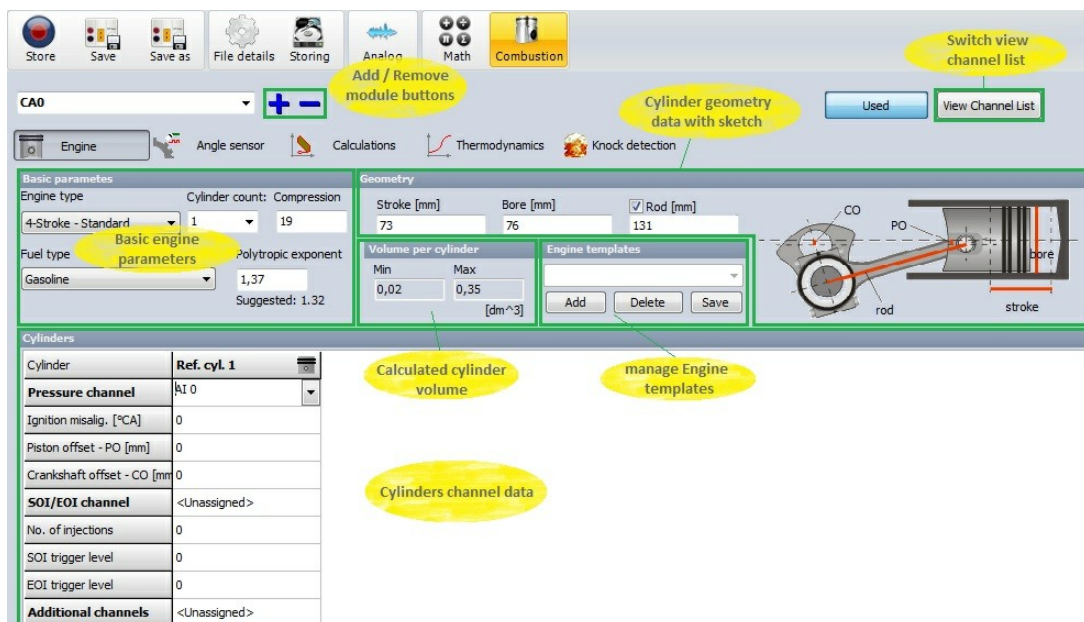 Store
Save
Save as
File details
Storing
Analog
Math
Combustion
Switch view
channel list
Add / Remove
module buttons
CA0
Cylinder geometry
data with sketch
Used
View Channel List
Engine
Angle sensor
Calculations
Thermodynamics
Knock detection
Basic parametes
Engine type
Cylinder count:
Compression
4-Stroke - Standard
1
19
Basic engine
parameters
Fuel type
Polytropic exponent
Gasoline
1,37
Suggested: 1.32
Geometry
Stroke [mm]
Bore [mm]
Rod [mm]
73
76
131
Volume per cylinder
Min
Max
0,02
0,35
[dm^3]
Engine templates
Add
Delete
Save
CO
PO
bore
rod
stroke
Cylinders
Cylinder
Ref. cyl. 1
Pressure channel
AI 0
Ignition misalig. [ºCA]
0
Piston offset - PO [mm]
0
Crankshaft offset - CO [mm
0
SOI/EOI channel
<Unassigned>
No. of injections
0
SOI trigger level
0
EOI trigger level
0
Additional channels
<Unassigned>
Calculated cylinder
volume
manage Engine
templates
Cylinders channel data